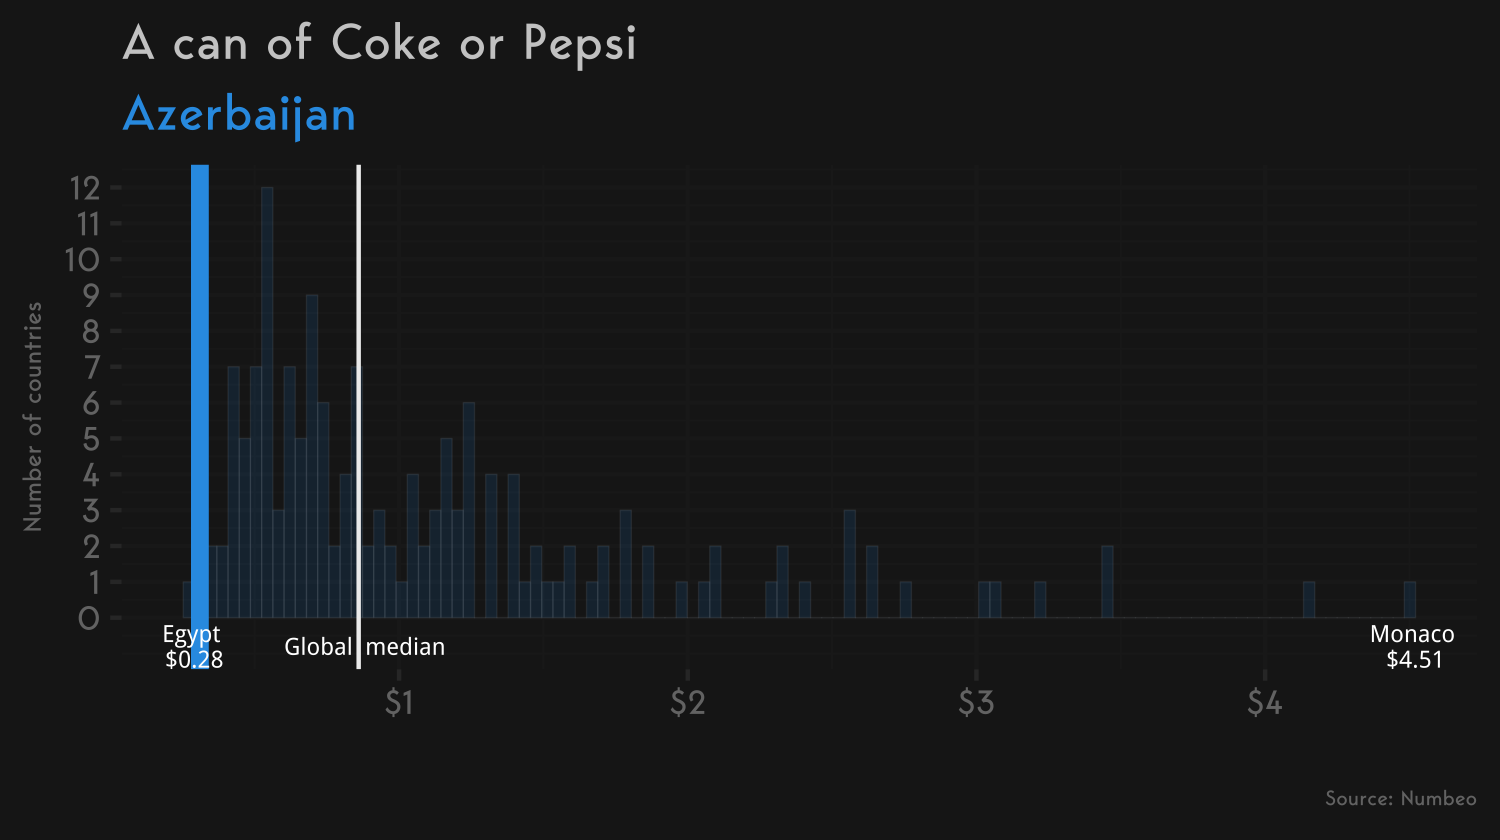 A can of Coke or Pepsi
Azerbaijan
Number of countries
12
11
10
9
8
7
6
5
4
3
2
1
0
Egypt
$0.28
Global median
Monaco
$4.51
$1 $2 $3 $4
Source: Numbeo